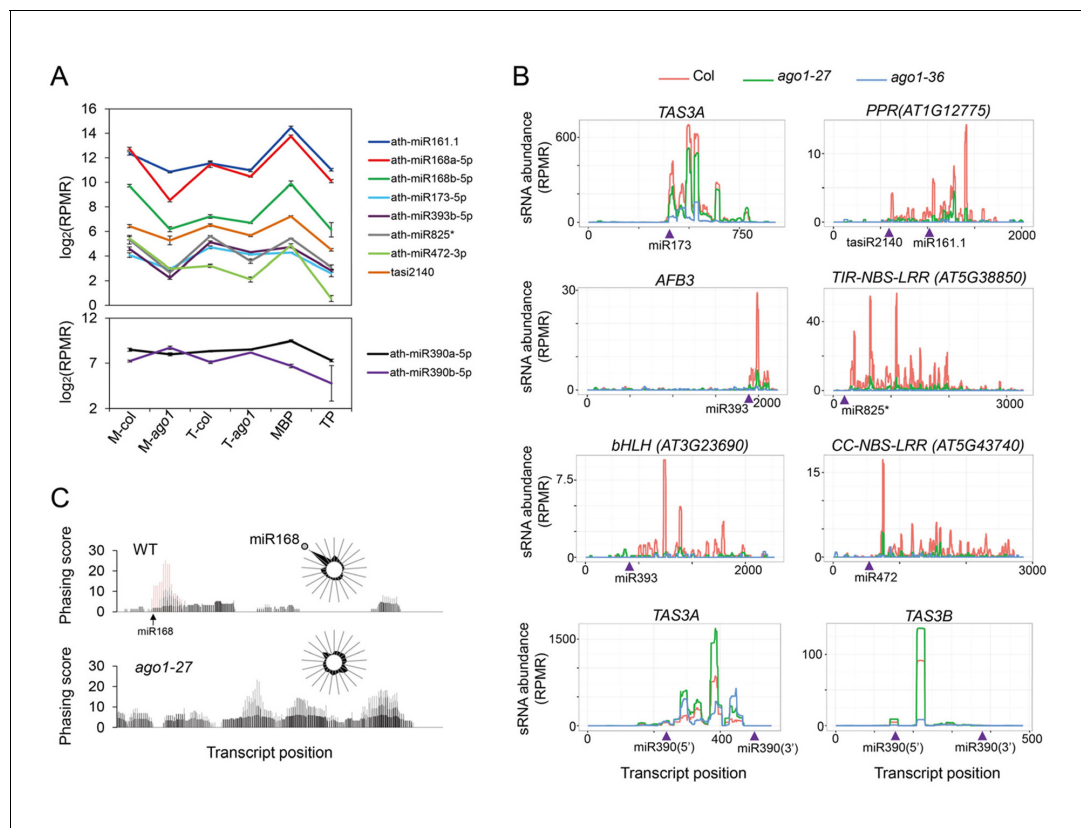 A
16
14
12
10
8
6
4
2
0
log2(RPMR)
ath-miR161.1
ath-miR168a-5p
ath-miR168b-5p
ath-miR173-5p
ath-miR393b-5p
ath-miR825*
ath-miR472-3p
tasi2140
12
7
2
log2(RPMR)
ath-miR390a-5p
ath-miR390b-5p
M-col
M-ago1
T-col
T-ago1
MBP
TP
B
Col ago1-27 ago1-36
TAS3A
sRNA abundance
(RPMR)
600
0
0 750
miR173
PPR(AT1G12775)
10
5
0
0 2000
tasiR2140 miR161.1
AFB3
sRNA abundance
(RPMR)
30
0
0 2000
miR393
TIR-NBS-LRR (AT5G38850)
40
20
0
0 3000
miR825*
bHLH (AT3G23690)
sRNA abundance
(RPMR)
7.5
0
0 2000
miR393
CC-NBS-LRR (AT5G43740)
15
0
0 3000
miR472
TAS3A
sRNA abundance
(RPMR)
1500
0
0 400
miR390(5') miR390(3')
Transcript position
TAS3B
100
50
0
0 500
miR390(5') miR390(3')
Transcript position
C
WT
miR168
Phasing score
30
20
10
0
miR168
ago1-27
Phasing score
30
20
10
0
Transcript position